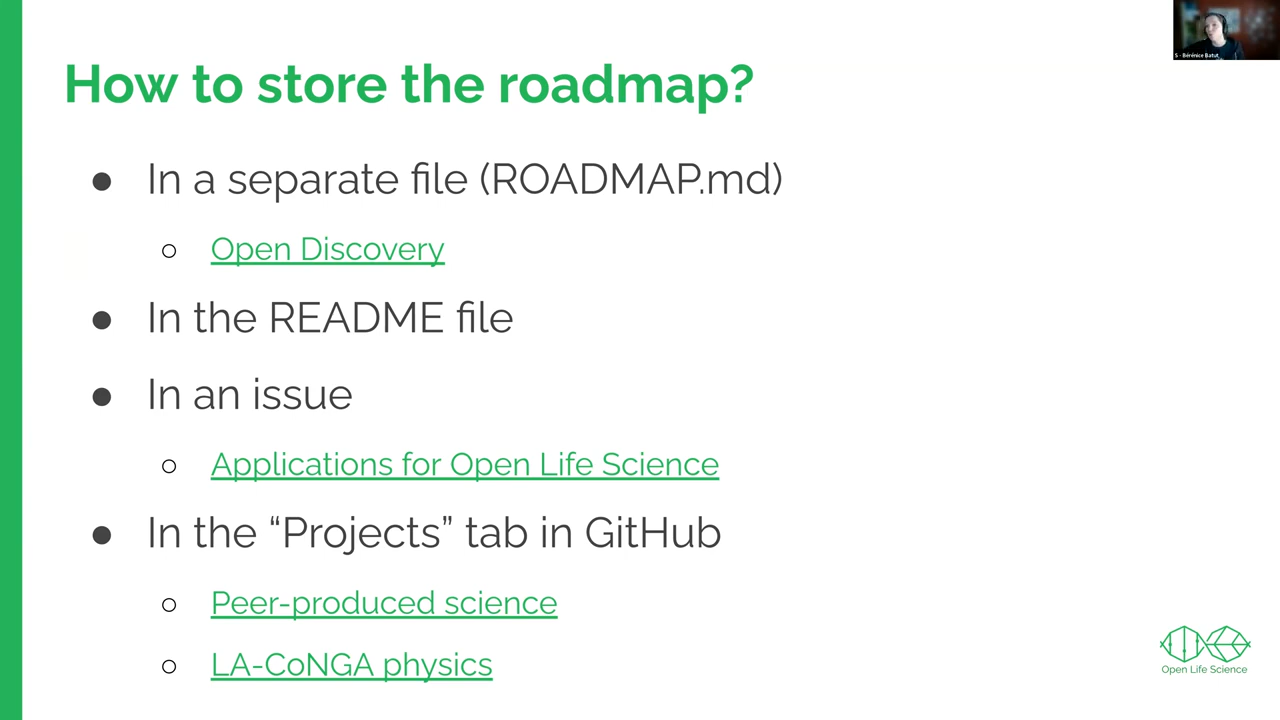 S - Bérénice Batut
How to store the roadmap?
● In a separate file (ROADMAP.md)
○ Open Discovery
● In the README file
● In an issue
○ Applications for Open Life Science
● In the “Projects” tab in GitHub
○ Peer-produced science
○ LA-CoNGA physics
Open Life Science